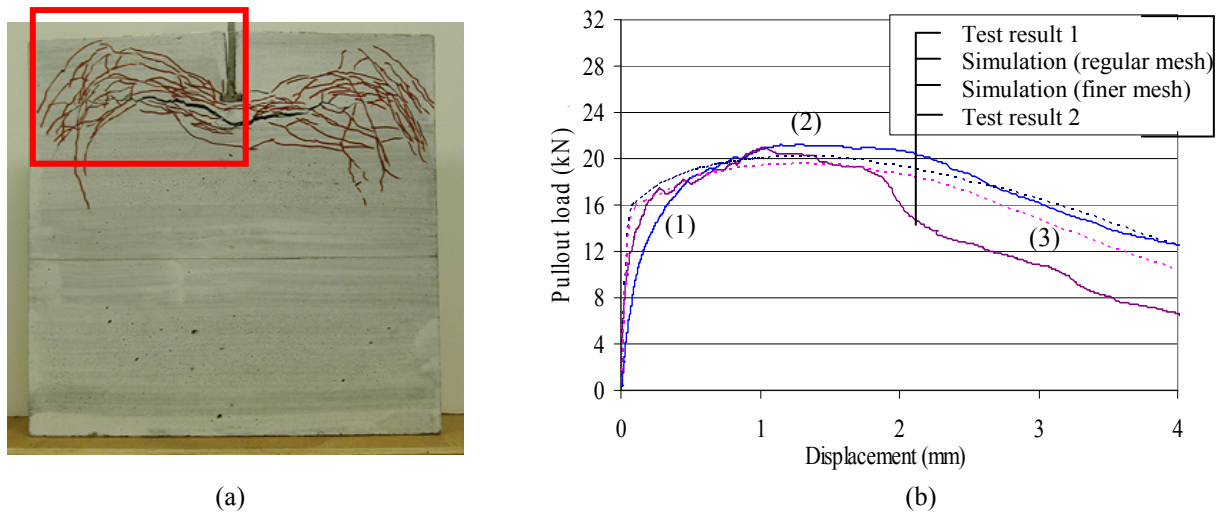 32
28
24
20
16
12
8
4
0
Pullout load (kN)
Test result 1
Simulation (regular mesh)
Simulation (finer mesh)
Test result 2
(2)
(1)
(3)
0 1 2 3 4
Displacement (mm)
(a) (b)